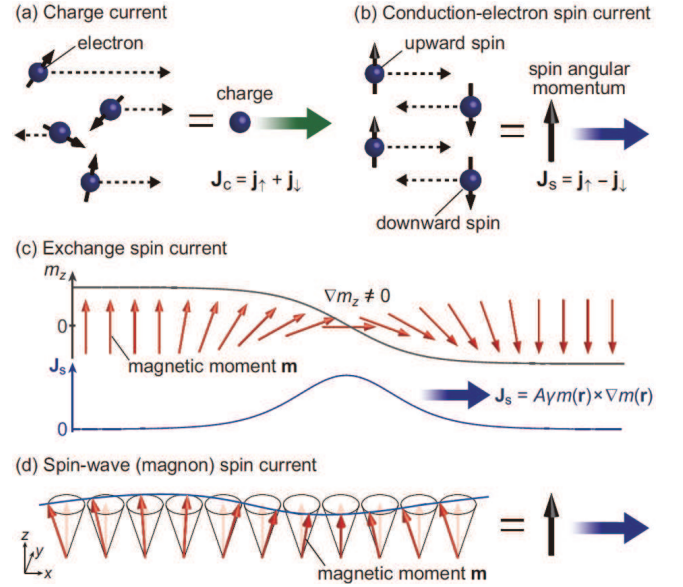 (a) Charge current
electron
charge
=
J_c = j_↑ + j_↓
(b) Conduction-electron spin current
upward spin
spin angular
momentum
=
J_s = j_↑ − j_↓
downward spin
(c) Exchange spin current
m_z
∇m_z ≠ 0
0
magnetic moment m
J_s
J_s = Aγm(r)×∇m(r)
0
(d) Spin-wave (magnon) spin current
=
z
y
x
magnetic moment m